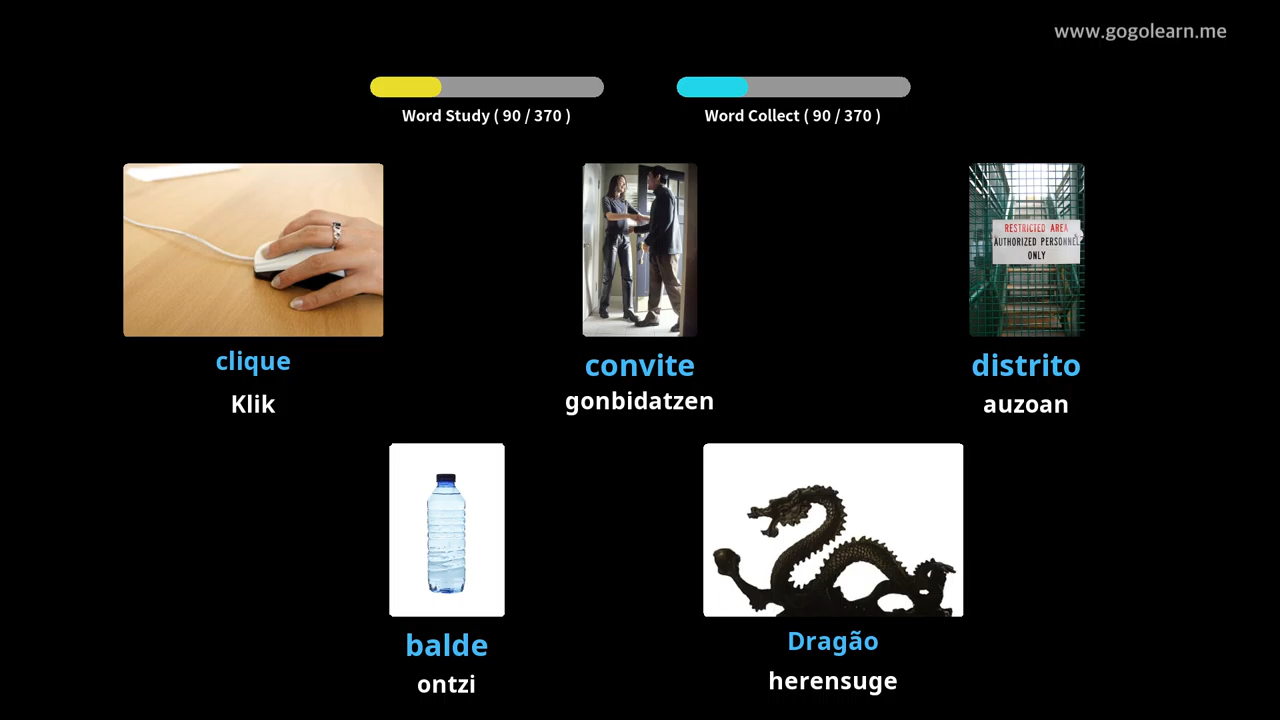 www.gogolearn.me
Word Study ( 90 / 370 )
Word Collect ( 90 / 370 )
RESTRICTED AREA
AUTHORIZED PERSONNEL
ONLY
clique
convite
distrito
Klik
gonbidatzen
auzoan
balde
Dragão
ontzi
herensuge